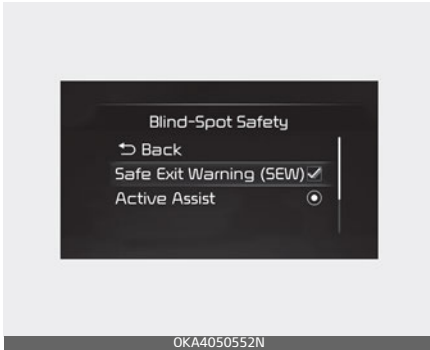 Blind-Spot Safety
⮌ Back
Safe Exit Warning (SEW)
Active Assist
OKA4050552N